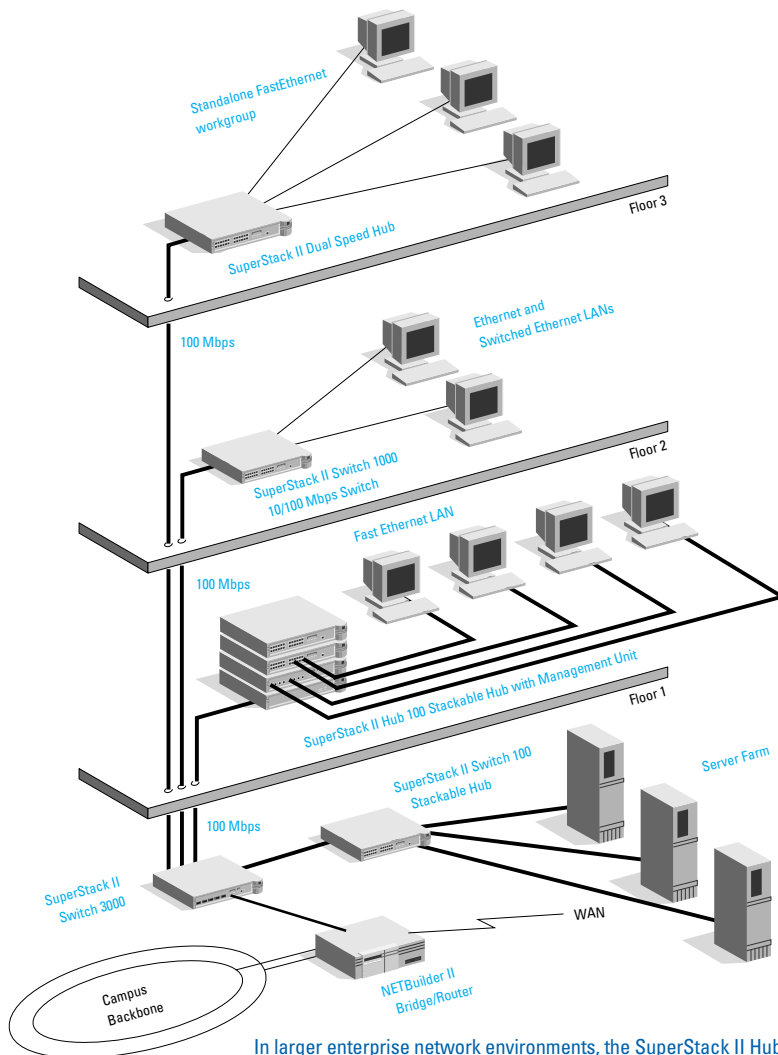 Standalone FastEthernet
workgroup
Floor 3
SuperStack II Dual Speed Hub
100 Mbps
Ethernet and
Switched Ethernet LANs
Floor 2
SuperStack II Switch 1000
10/100 Mbps Switch
Fast Ethernet LAN
100 Mbps
Floor 1
SuperStack II Hub 100 Stackable Hub with Management Unit
SuperStack II Switch 100
Stackable Hub
Server Farm
100 Mbps
SuperStack II
Switch 3000
WAN
NETBuilder II
Bridge/Router
Campus
Backbone
In larger enterprise network environments, the SuperStack II Hub